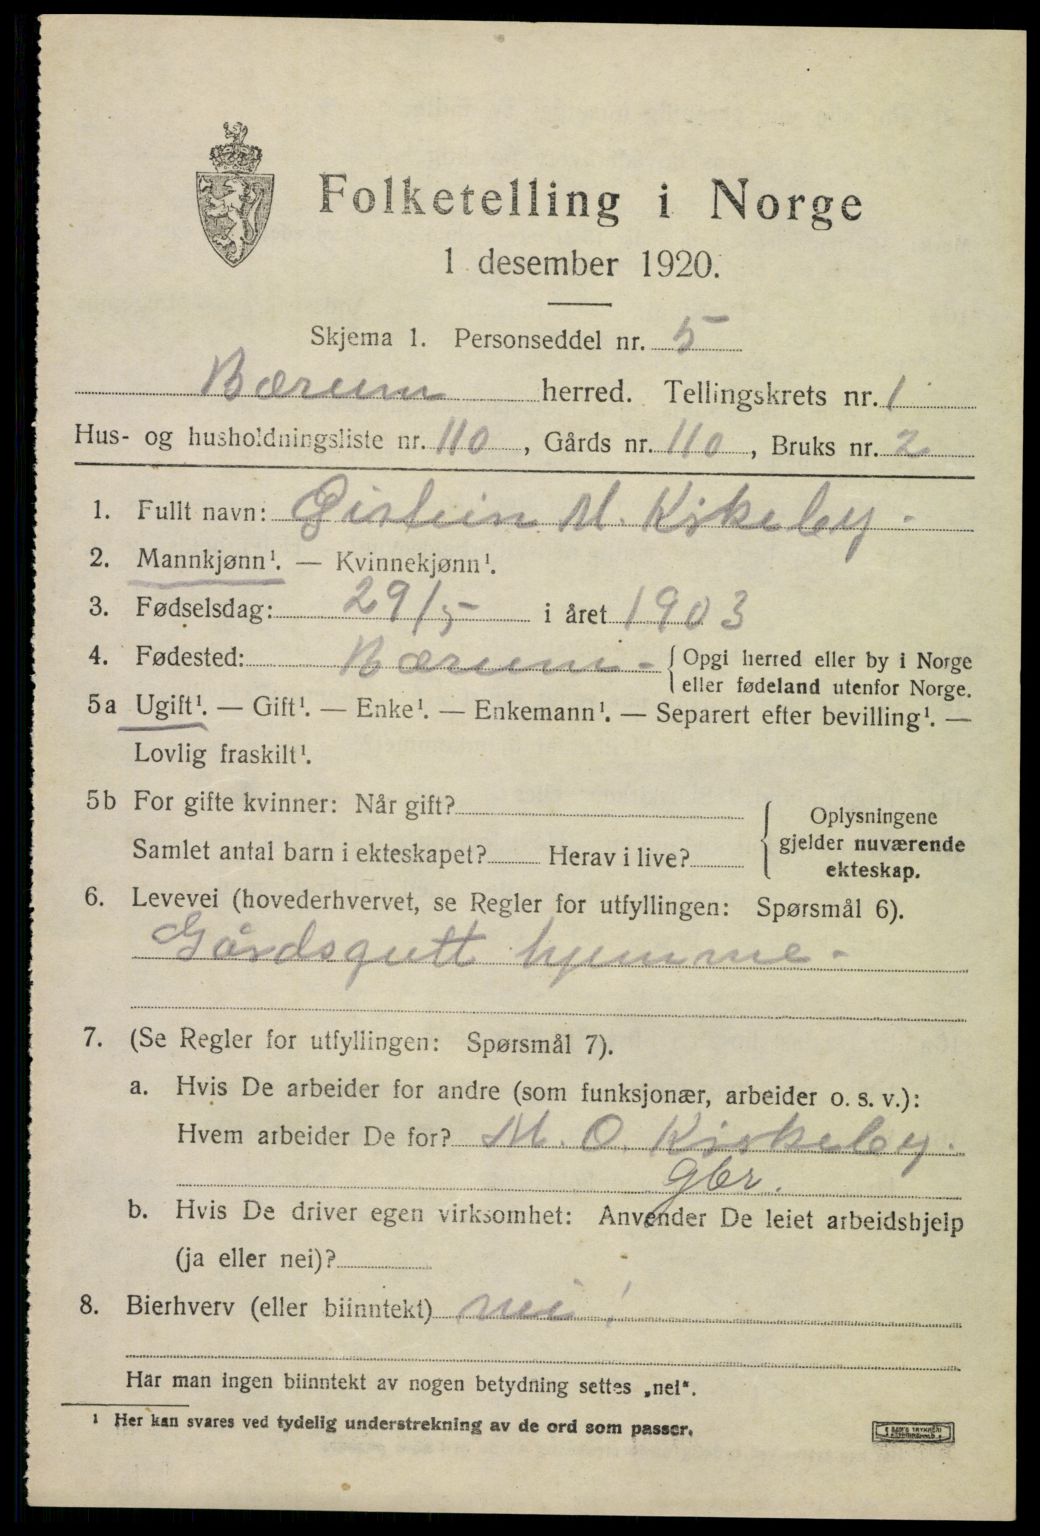 Folketelling i Norge
1 desember 1920.
Skjema 1. Personseddel nr. 5
Bærum herred. Tellingskrets nr. 1
Hus- og husholdningsliste nr. 110, Gårds nr. 110, Bruks nr. 2
1. Fullt navn: M. Kirkeby.
2. Mannkjønn¹. — Kvinnekjønn¹.
3. Fødselsdag: 29/5- i året 1903
4. Fødested: Bærum- { Opgi herred eller by i Norge
eller fødeland utenfor Norge.
5a Ugift¹. — Gift¹. — Enke¹. — Enkemann¹. — Separert efter bevilling¹. —
Lovlig fraskilt¹.
5b For gifte kvinner: Når gift?
Samlet antal barn i ekteskapet? Herav i live?
{ Oplysningene
gjelder nuværende
ekteskap.
6. Levevei (hovederhvervet, se Regler for utfyllingen: Spørsmål 6).
Gårdsgutt hjemme-
7. (Se Regler for utfyllingen: Spørsmål 7).
a. Hvis De arbeider for andre (som funksjonær, arbeider o. s. v.):
Hvem arbeider De for? M. O. Kirkeby.
Gbr.
b. Hvis De driver egen virksomhet: Anvender De leiet arbeidshjelp
(ja eller nei)?
8. Bierhverv (eller biinntekt) nei!
Har man ingen biinntekt av nogen betydning settes „nei".
¹ Her kan svares ved tydelig understrekning av de ord som passer.